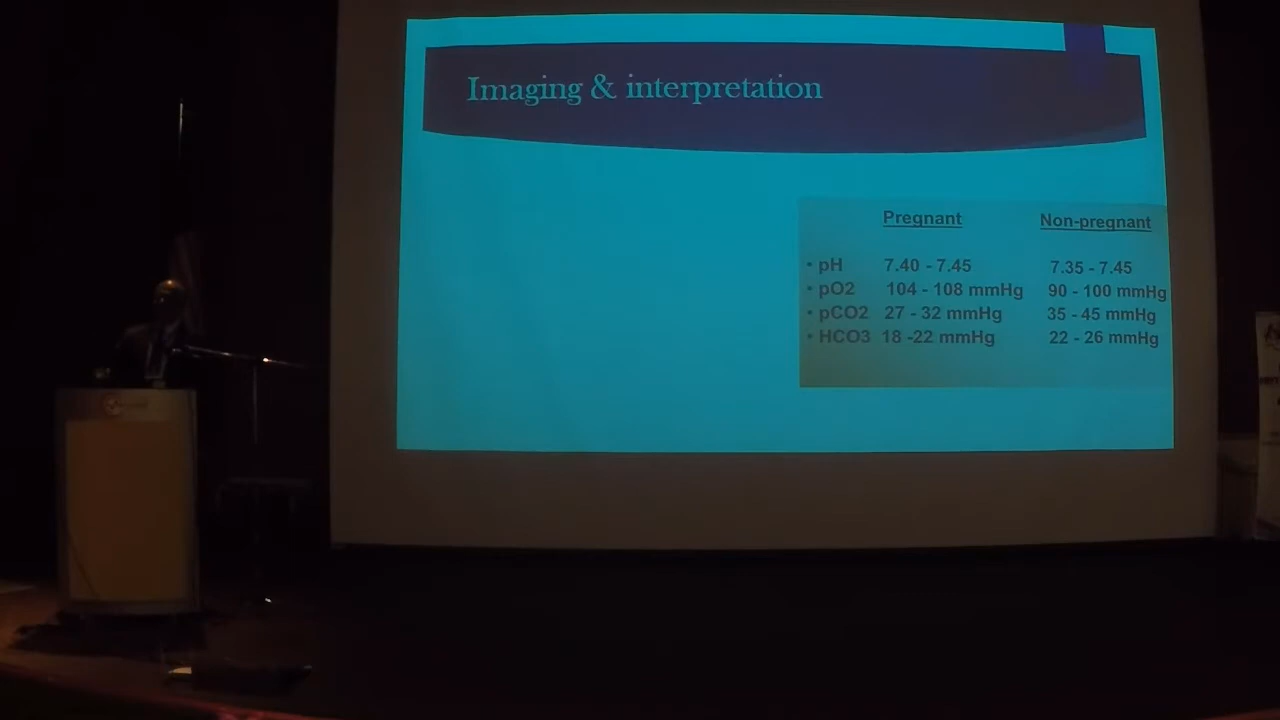 Imaging & interpretation
Pregnant Non-pregnant
• pH 7.40 - 7.45 7.35 - 7.45
• pO2 104 - 108 mmHg 90 - 100 mmHg
• pCO2 27 - 32 mmHg 35 - 45 mmHg
• HCO3 18 -22 mmHg 22 - 26 mmHg